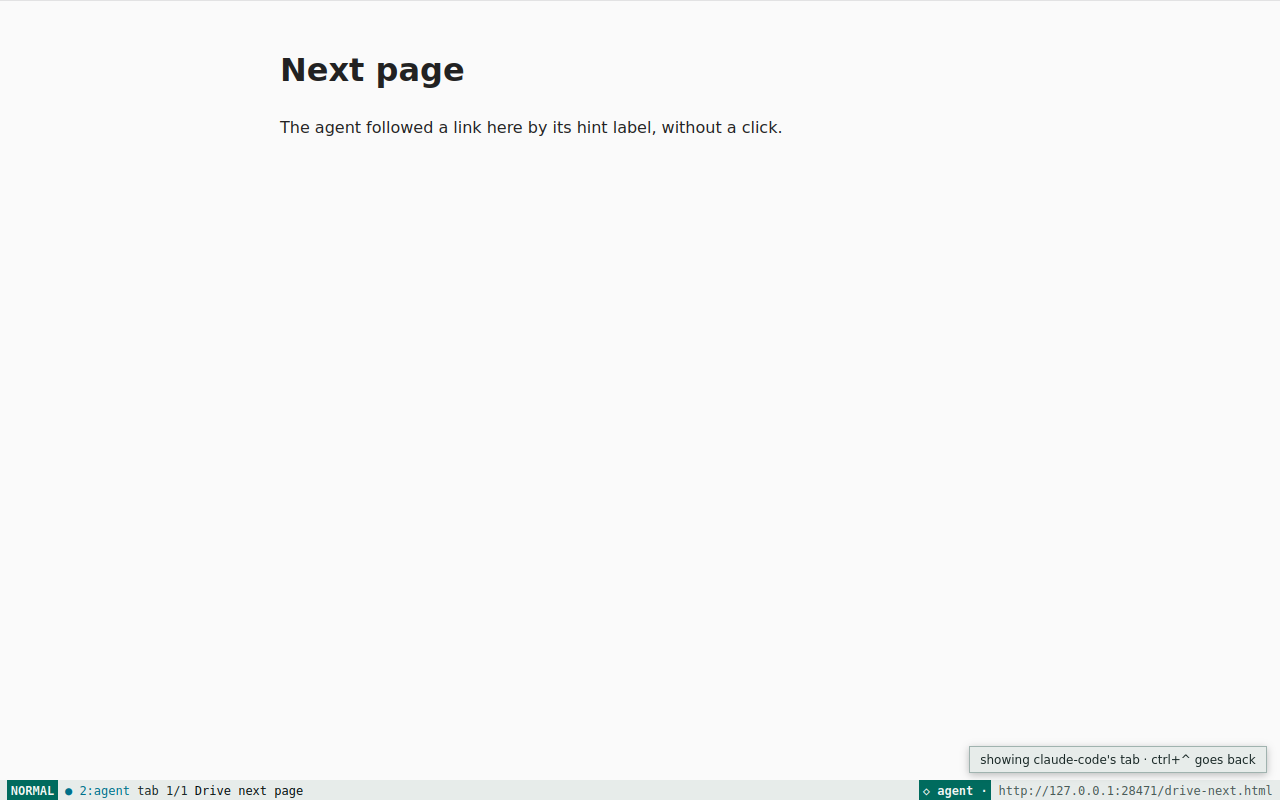 Next page
The agent followed a link here by its hint label, without a click.
showing claude-code's tab · ctrl+^ goes back
NORMAL ● 2:agent tab 1/1 Drive next page ◇ agent · http://127.0.0.1:28471/drive-next.html